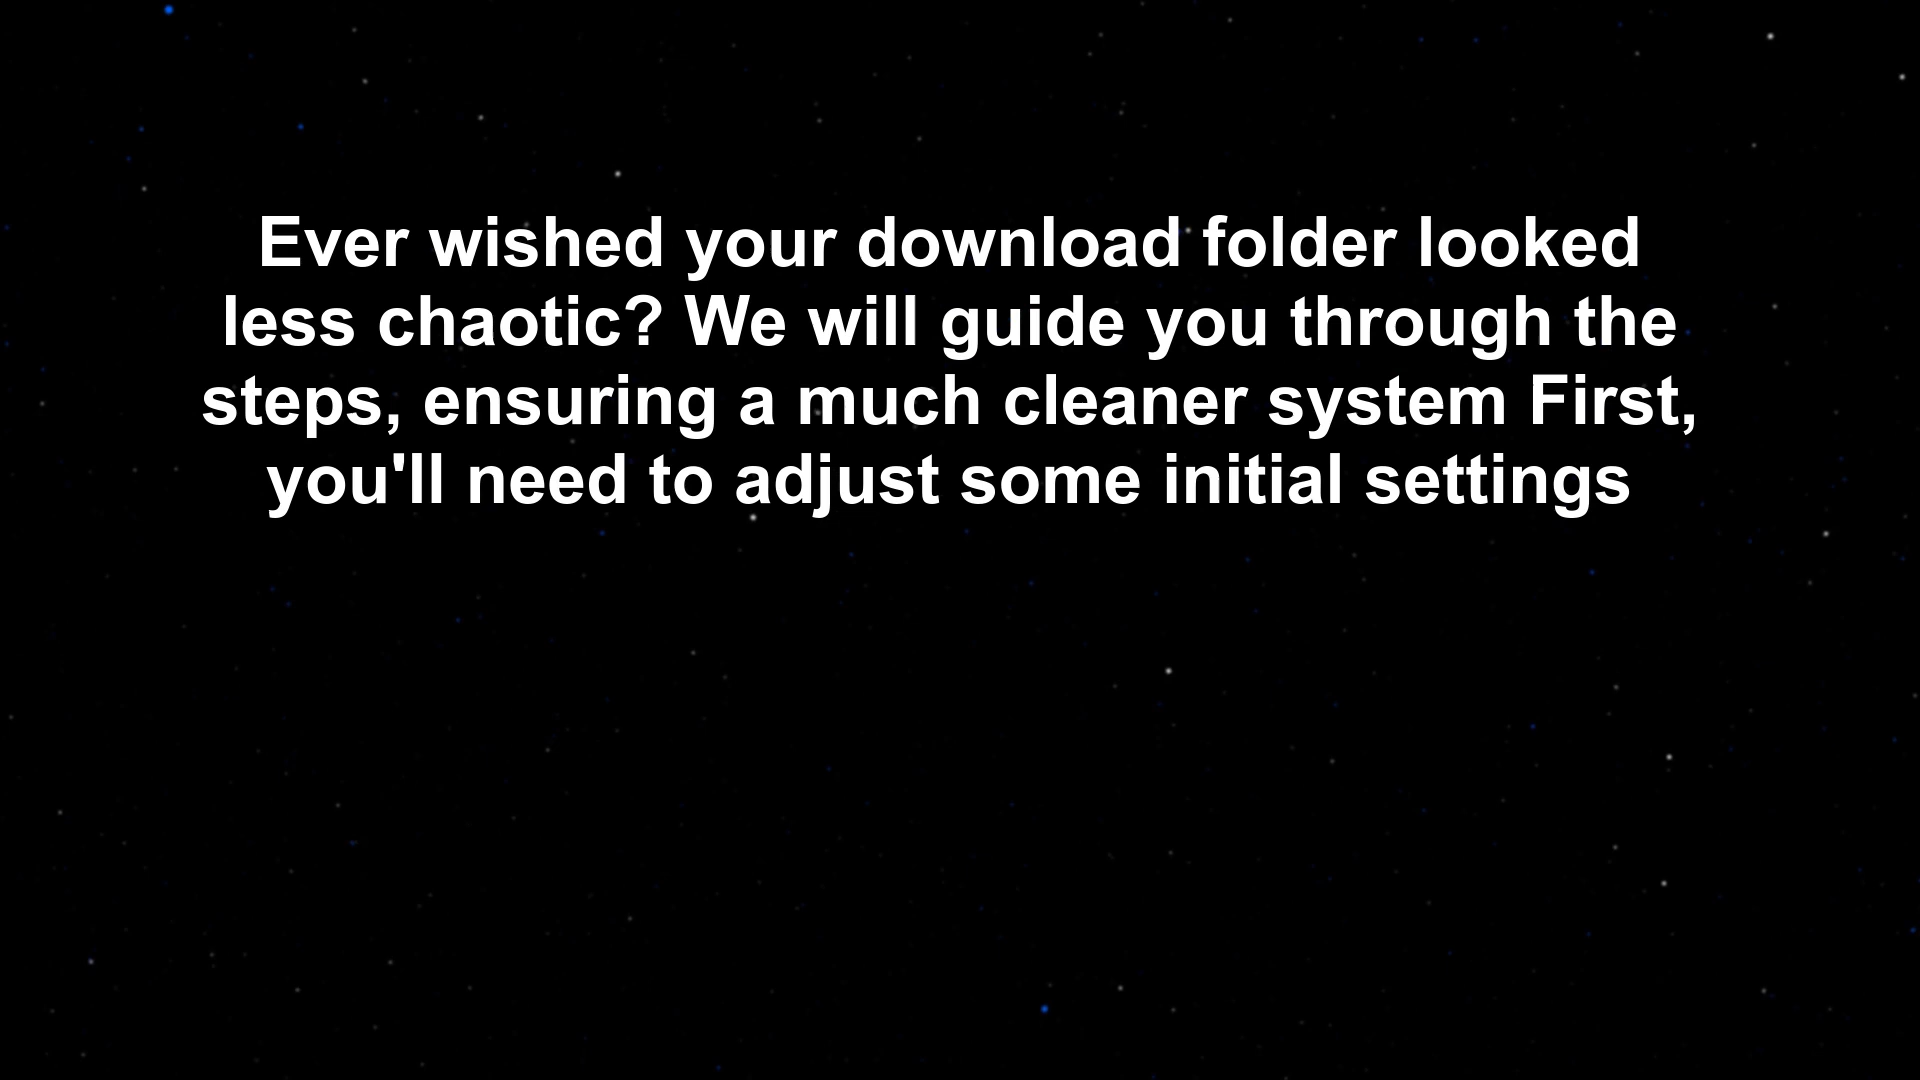 Ever wished your download folder looked
less chaotic? We will guide you through the
steps, ensuring a much cleaner system First,
you'll need to adjust some initial settings